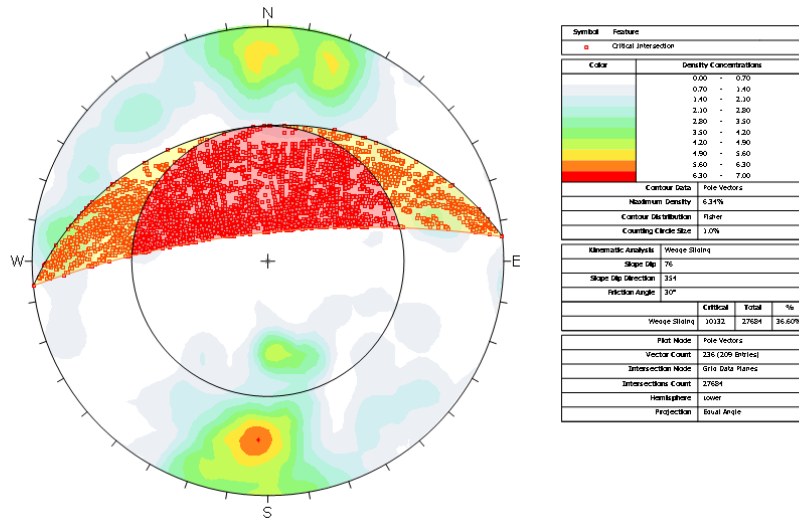 N
W
E
S
Symbol Feature
Critical Intersection
Color Density Concentrations
0.00 - 0.70
0.70 - 1.40
1.40 - 2.10
2.10 - 2.80
2.80 - 3.50
3.50 - 4.20
4.20 - 4.90
4.90 - 5.60
5.60 - 6.30
6.30 - 7.00
Contour Data Pole Vectors
Maximum Density 6.34%
Contour Distribution Fisher
Counting Circle Size 1.0%
Kinematic Analysis Wedge Sliding
Slope Dip 76
Slope Dip Direction 354
Friction Angle 30°
Critical Total %
Wedge Sliding 10132 27684 36.60%
Plot Mode Pole Vectors
Vector Count 236 (209 Entries)
Intersection Mode Grid Data Planes
Intersections Count 27684
Hemisphere Lower
Projection Equal Angle